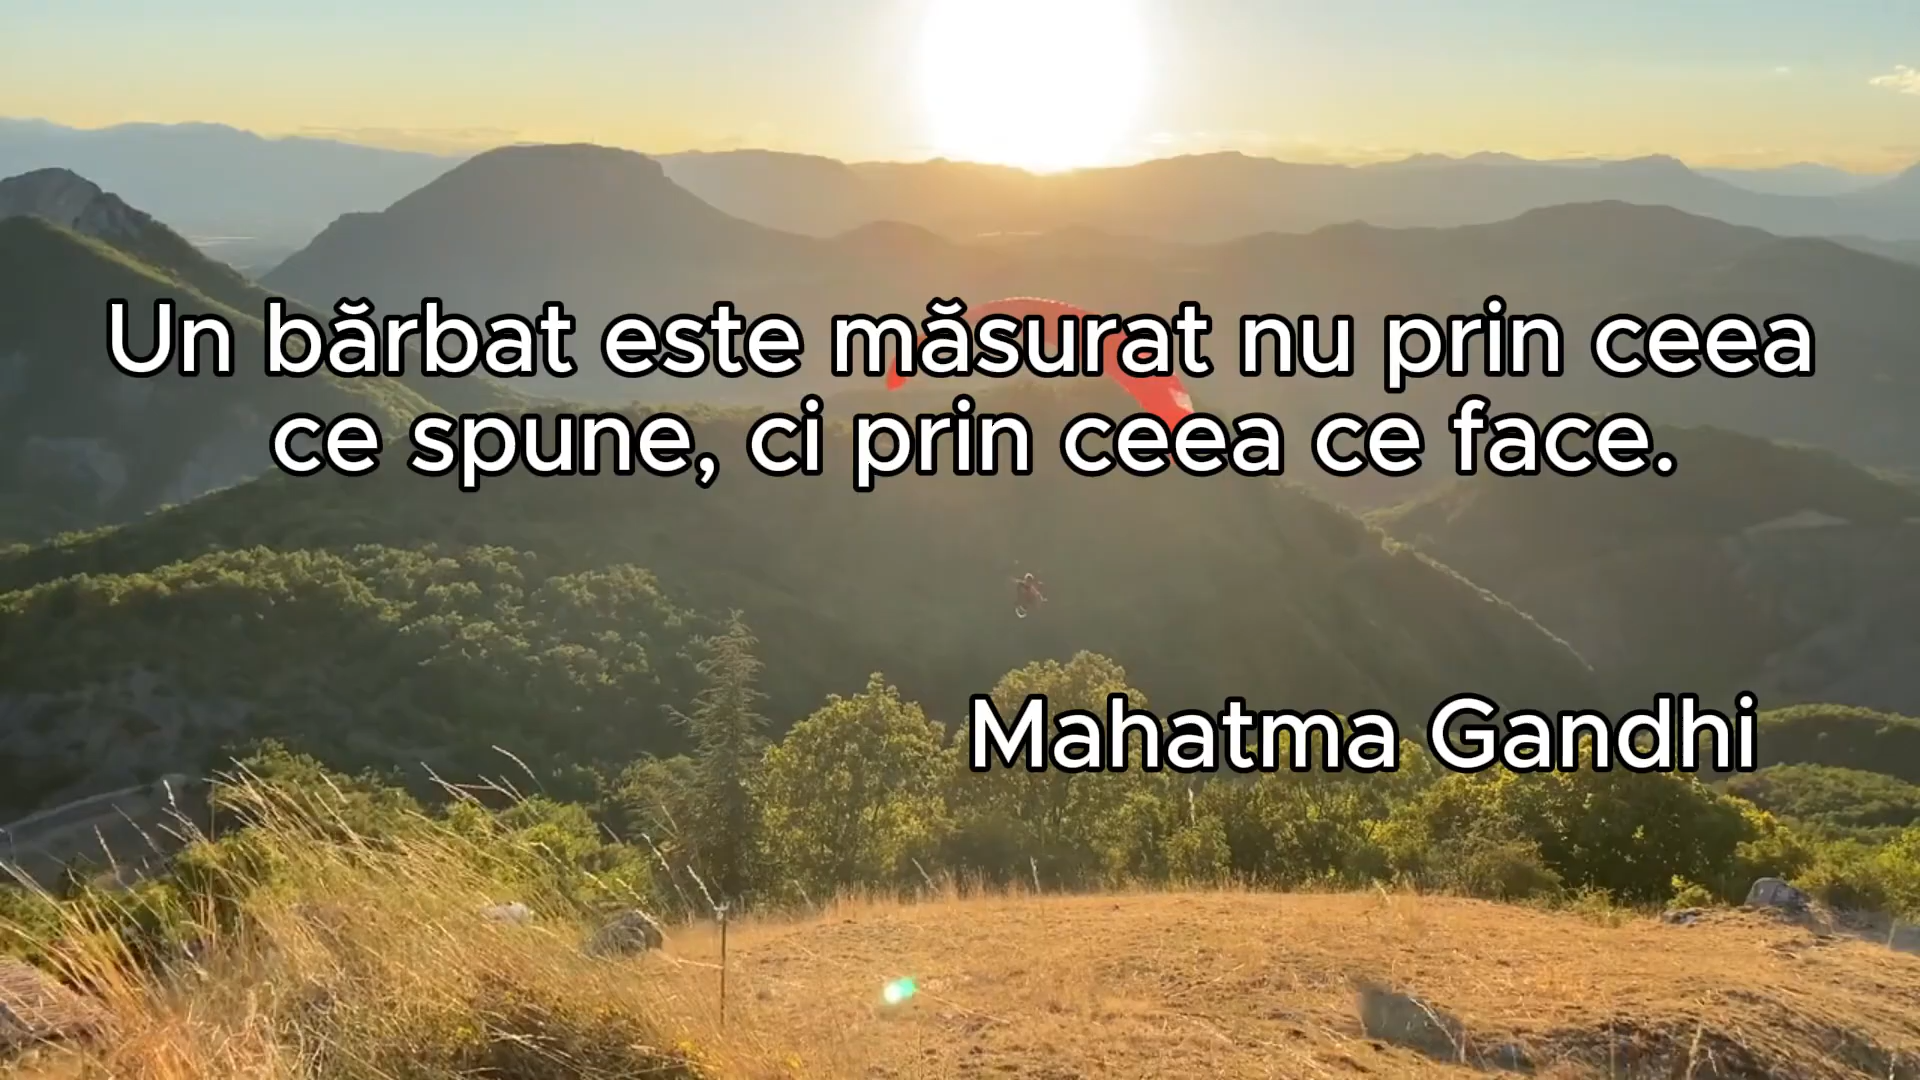 Un bărbat este măsurat nu prin ceea
ce spune, ci prin ceea ce face.
Mahatma Gandhi